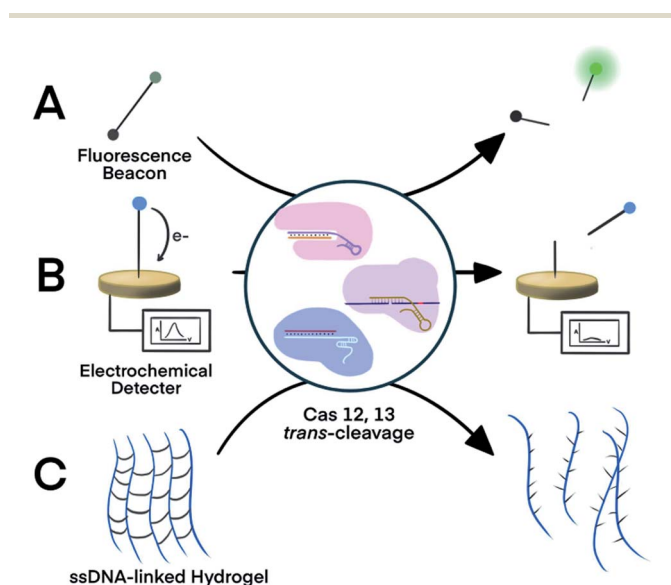 A
Fluorescence
Beacon
e-
B
A
V
A
V
Electrochemical
Detecter
Cas 12, 13
trans-cleavage
C
ssDNA-linked Hydrogel